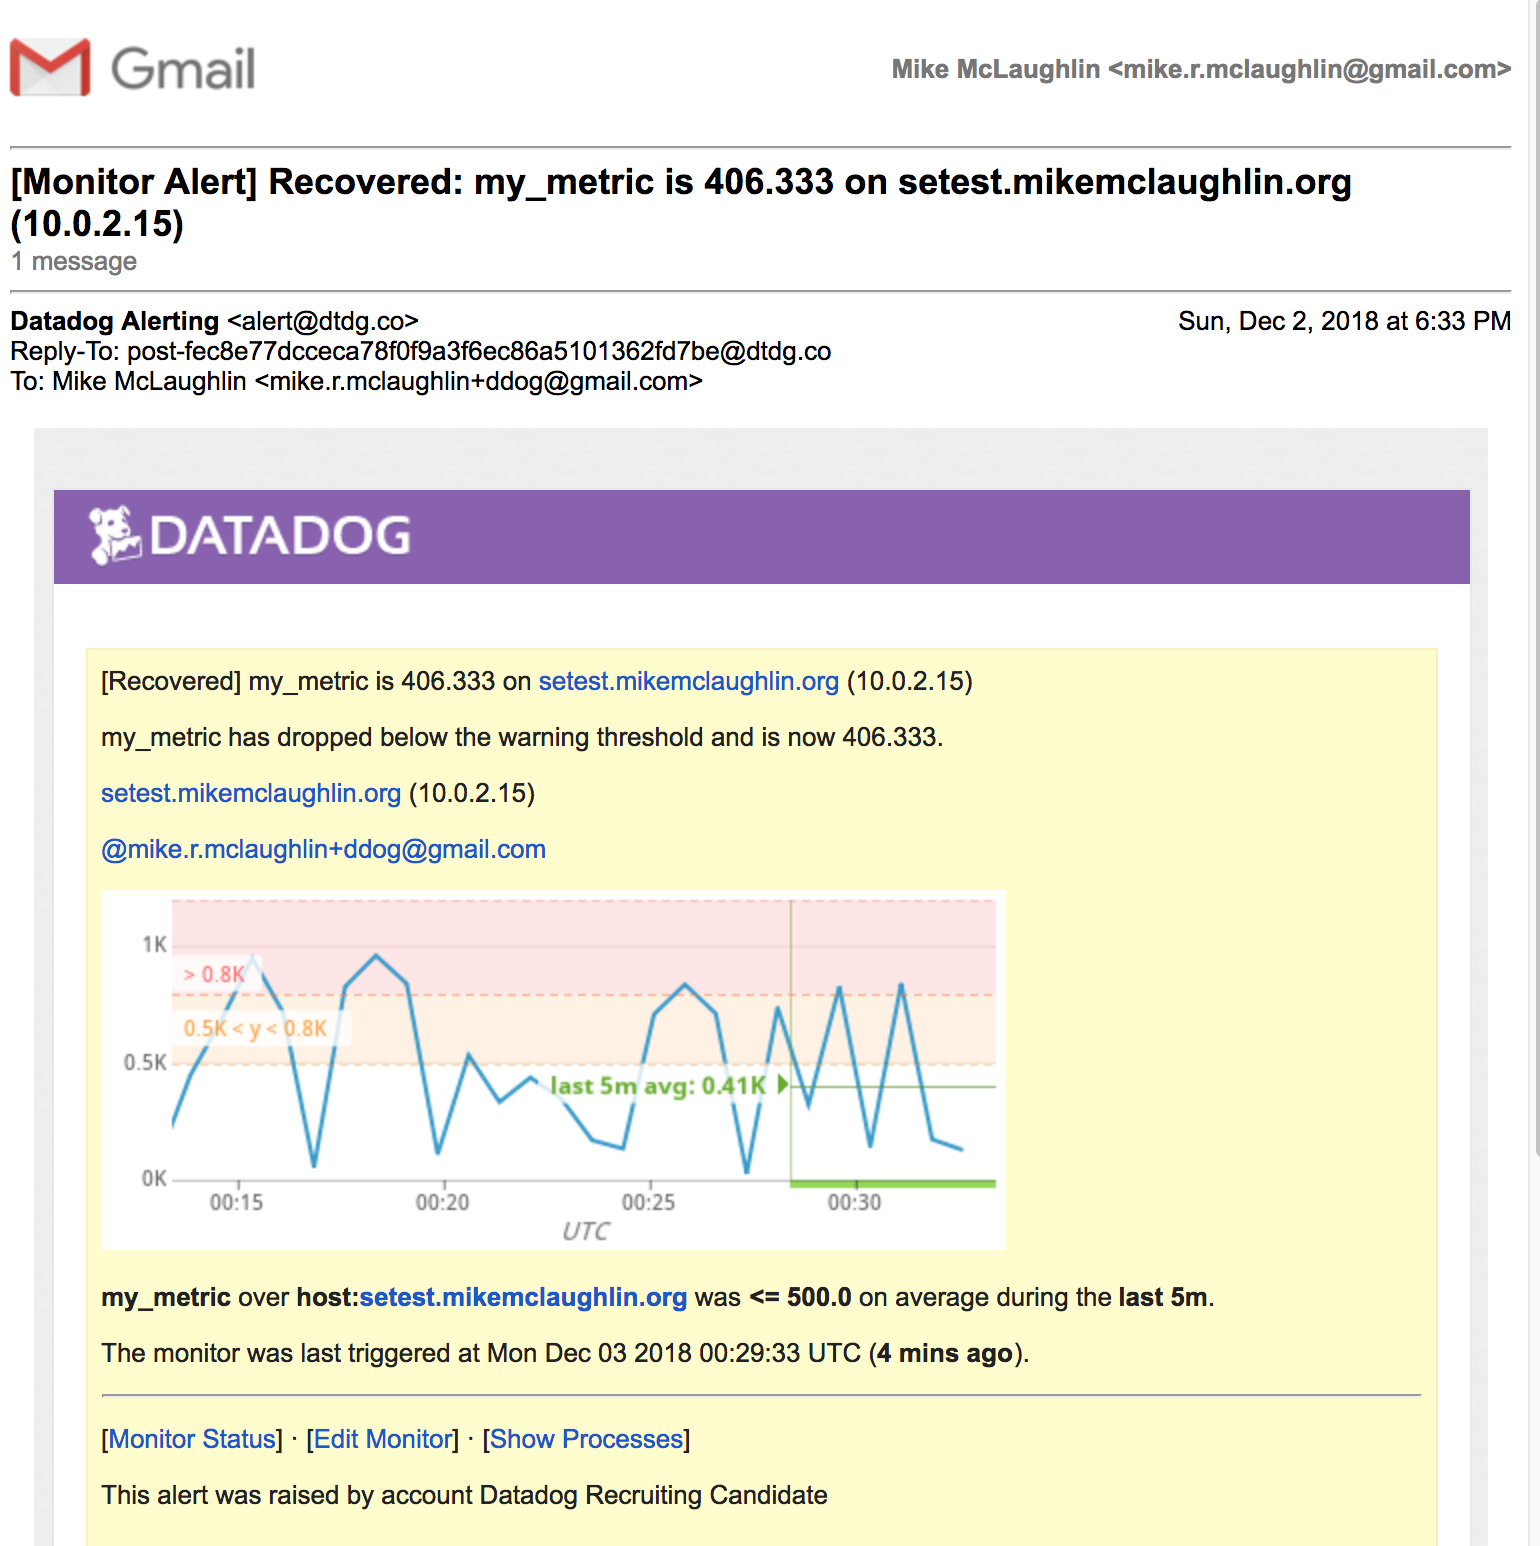 Gmail
Mike McLaughlin <mike.r.mclaughlin@gmail.com>
[Monitor Alert] Recovered: my_metric is 406.333 on setest.mikemclaughlin.org
(10.0.2.15)
1 message
Datadog Alerting <alert@dtdg.co>
Sun, Dec 2, 2018 at 6:33 PM
Reply-To: post-fec8e77dcceca78f0f9a3f6ec86a5101362fd7be@dtdg.co
To: Mike McLaughlin <mike.r.mclaughlin+ddog@gmail.com>
DATADOG
[Recovered] my_metric is 406.333 on setest.mikemclaughlin.org (10.0.2.15)
my_metric has dropped below the warning threshold and is now 406.333.
setest.mikemclaughlin.org (10.0.2.15)
@mike.r.mclaughlin+ddog@gmail.com
1K
> 0.8K
0.5K < y < 0.8K
0.5K
last 5m avg: 0.41K
0K
00:15 00:20 00:25 00:30
UTC
my_metric over host:setest.mikemclaughlin.org was <= 500.0 on average during the last 5m.
The monitor was last triggered at Mon Dec 03 2018 00:29:33 UTC (4 mins ago).
[Monitor Status] · [Edit Monitor] · [Show Processes]
This alert was raised by account Datadog Recruiting Candidate